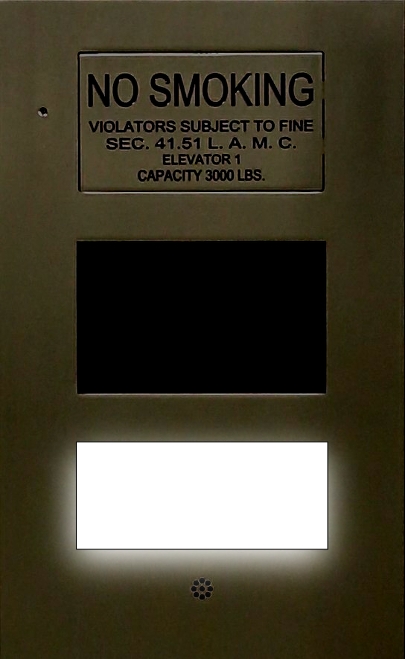 NO SMOKING
VIOLATORS SUBJECT TO FINE
SEC. 41.51 L. A. M. C.
ELEVATOR 1
CAPACITY 3000 LBS.